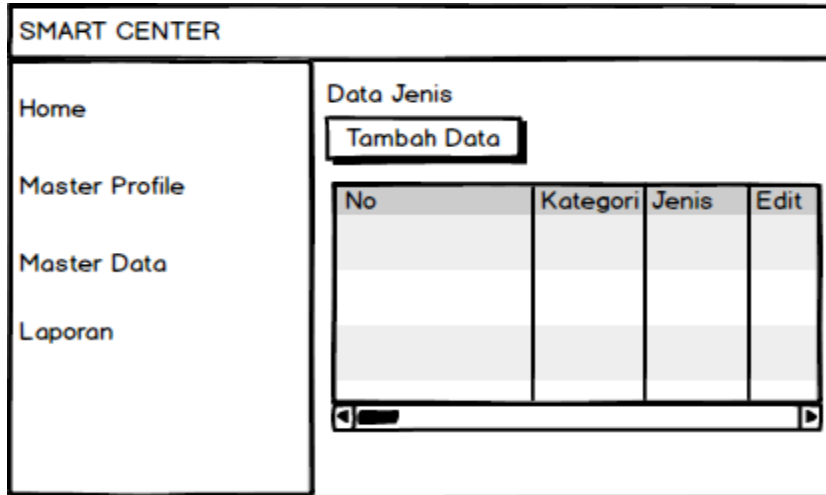 SMART CENTER
Home
Master Profile
Master Data
Laporan
Data Jenis
Tambah Data
No Kategori Jenis Edit